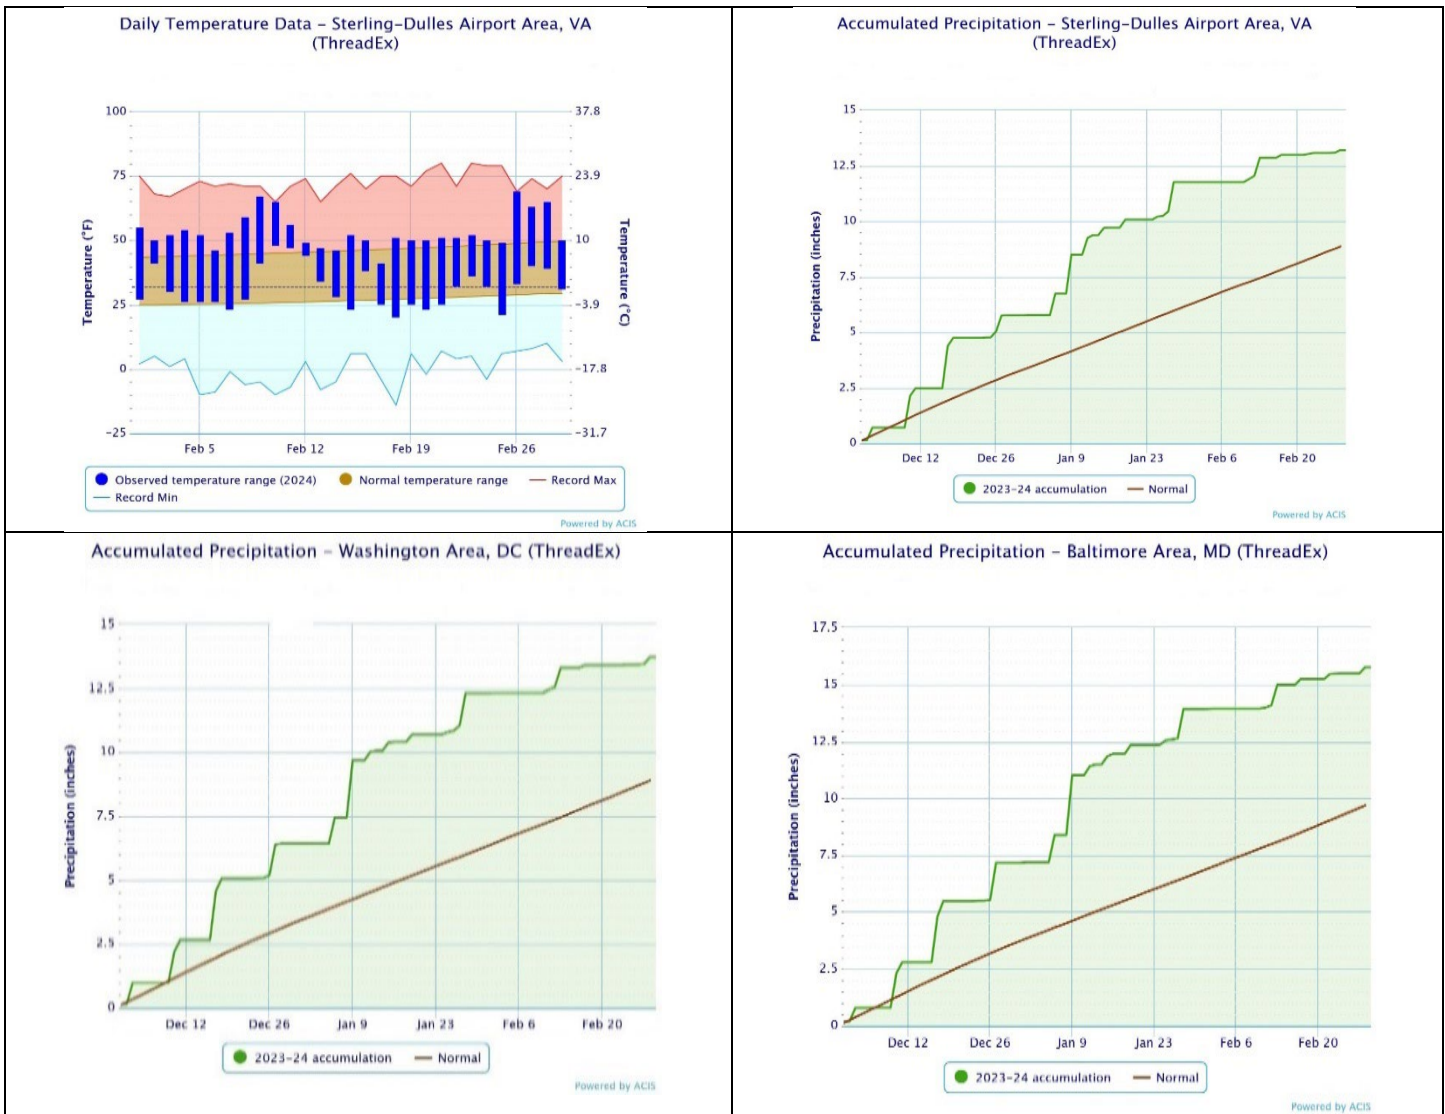 Daily Temperature Data – Sterling–Dulles Airport Area, VA
(ThreadEx)
100
75
50
25
0
−25
37.8
23.9
10
−3.9
−17.8
−31.7
Temperature (°F)
Temperature (°C)
Feb 5
Feb 12
Feb 19
Feb 26
Observed temperature range (2024)
Normal temperature range
Record Max
Record Min
Powered by ACIS
Accumulated Precipitation – Sterling–Dulles Airport Area, VA
(ThreadEx)
15
12.5
10
7.5
5
2.5
0
Precipitation (inches)
Dec 12
Dec 26
Jan 9
Jan 23
Feb 6
Feb 20
2023–24 accumulation
Normal
Powered by ACIS
Accumulated Precipitation – Washington Area, DC (ThreadEx)
15
12.5
10
7.5
5
2.5
0
Precipitation (inches)
Dec 12
Dec 26
Jan 9
Jan 23
Feb 6
Feb 20
2023–24 accumulation
Normal
Powered by ACIS
Accumulated Precipitation – Baltimore Area, MD (ThreadEx)
17.5
15
12.5
10
7.5
5
2.5
0
Precipitation (inches)
Dec 12
Dec 26
Jan 9
Jan 23
Feb 6
Feb 20
2023–24 accumulation
Normal
Powered by ACIS